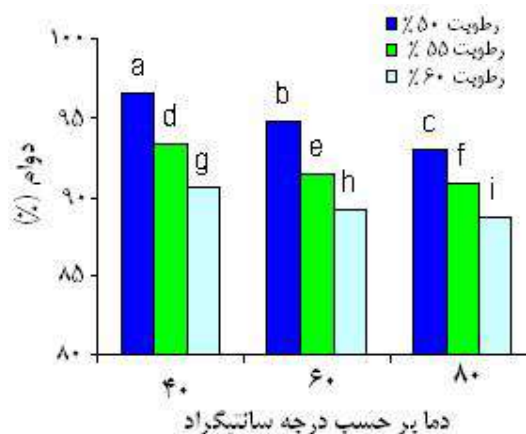 رطوبت ۵۰٪
رطوبت ۵۵ ٪
رطوبت ۶۰٪
دوام (٪)
۱۰۰
۹۵
۹۰
۸۵
۸۰
a
d
g
b
e
h
c
f
i
۴۰
۶۰
۸۰
دما بر حسب درجه سانتیگراد